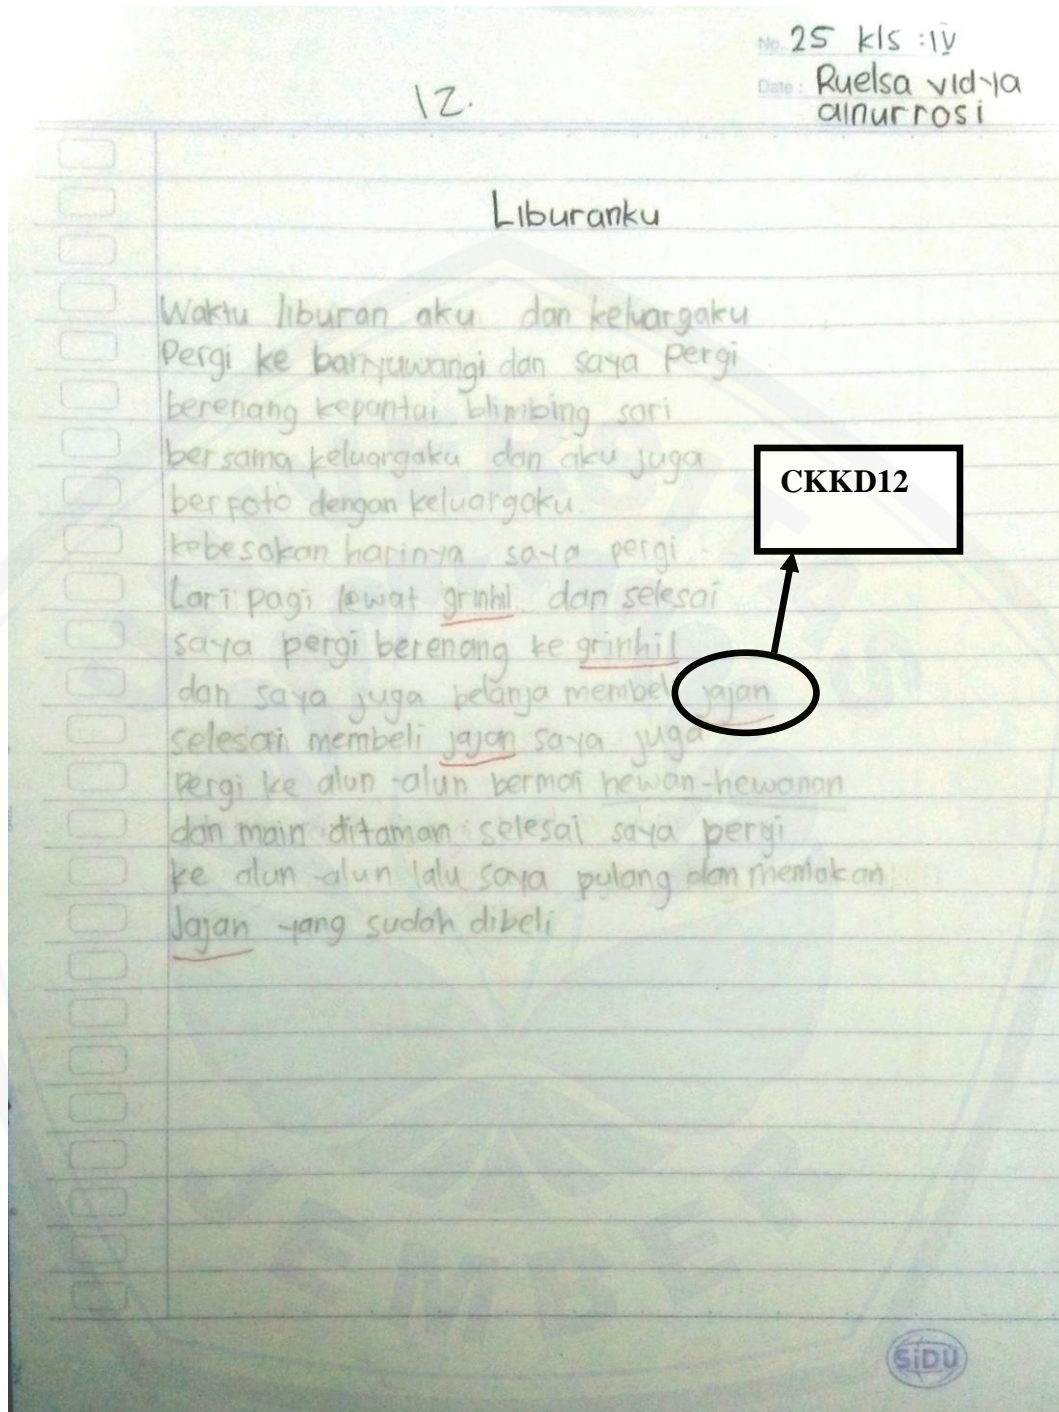 No. 25 kls : IV
Date : Ruelsa vidya
ainurrosi
12.
Liburanku
Waktu liburan aku dan keluargaku
Pergi ke banyuwangi dan saya Pergi
berenang kepantai blimbing sari
bersama keluargaku dan aku juga
berfoto dengan keluargaku.
kebesokan harinya saya pergi
Lari pagi lewat grinhil dan selesai
saya pergi berenang ke grinhil
dan saya juga belanja membel jajan
selesai membeli jajan saya juga
Pergi ke alun-alun bermai hewan-hewanan
dan main ditaman selesai saya pergi
ke alun-alun lalu saya pulang dan memakan
Jajan yang sudah dibeli
CKKD12
SiDU
JEMBER